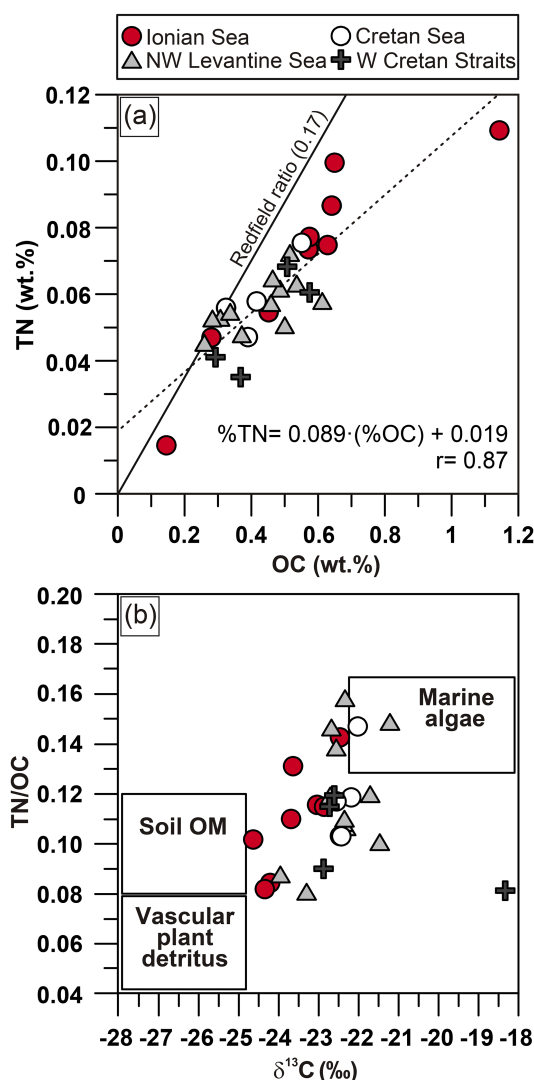 Ionian Sea
Cretan Sea
NW Levantine Sea
W Cretan Straits
(a)
0.12
0.10
0.08
0.06
0.04
0.02
0
TN (wt.%)
Redfield ratio (0.17)
%TN= 0.089·(%OC) + 0.019
r= 0.87
0 0.2 0.4 0.6 0.8 1 1.2
OC (wt.%)
(b)
0.20
0.18
0.16
0.14
0.12
0.10
0.08
0.06
0.04
TN/OC
Marine
algae
Soil OM
Vascular
plant
detritus
-28 -27 -26 -25 -24 -23 -22 -21 -20 -19 -18
δ¹³C (‰)